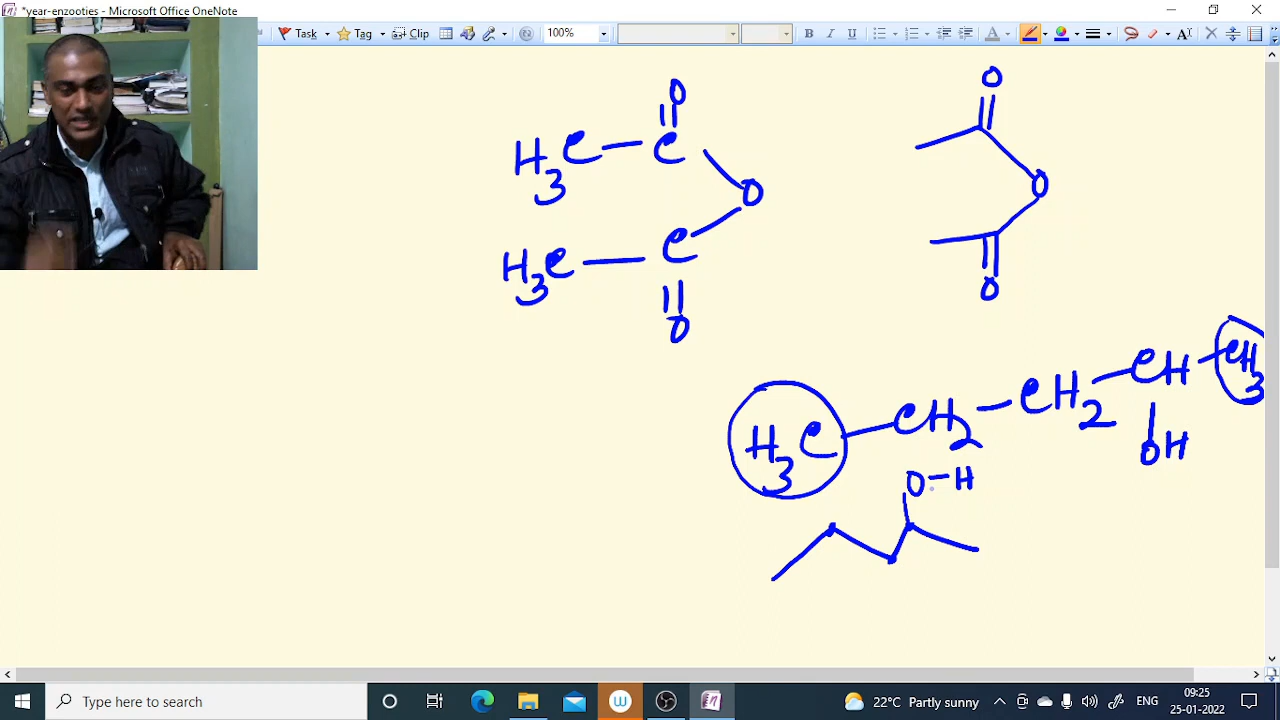 *year-enzooties - Microsoft Office OneNote
Task Tag Clip 100% B I U A
O O
H3C — C
O O
H3C — C
O O
H3C — CH2 — CH2 — CH — CH3
OH
O-H
Type here to search
22°C Partly sunny ENG 09:25
25-01-2022